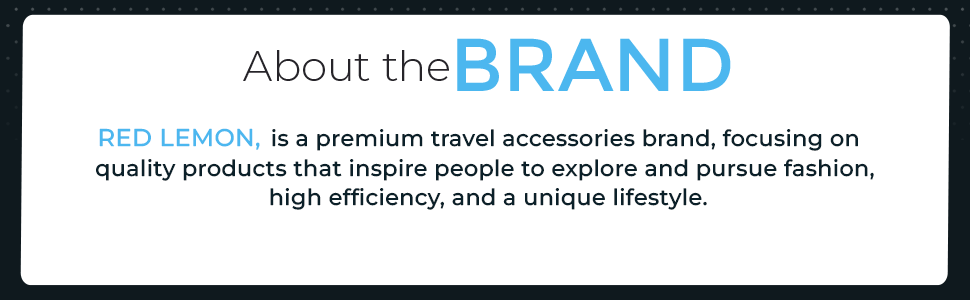 About the BRAND
RED LEMON, is a premium travel accessories brand, focusing on
quality products that inspire people to explore and pursue fashion,
high efficiency, and a unique lifestyle.